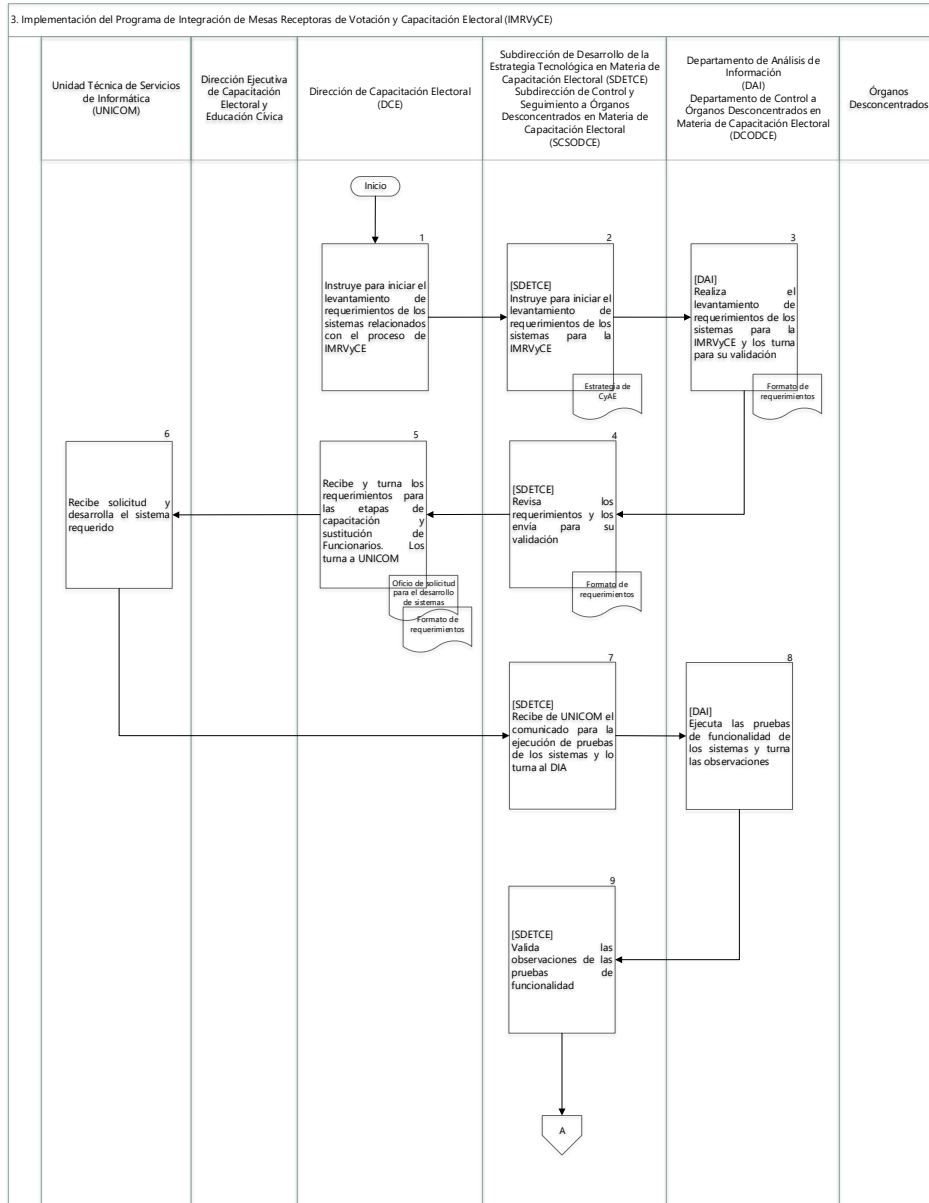 3. Implementación del Programa de Integración de Mesas Receptoras de Votación y Capacitación Electoral (IMRVyCE)
Unidad Técnica de Servicios
de Informática
(UNICOM)
Dirección Ejecutiva
de Capacitación
Electoral y
Educación Cívica
Dirección de Capacitación Electoral
(DCE)
Subdirección de Desarrollo de la
Estrategia Tecnológica en Materia de
Capacitación Electoral (SDETCE)
Subdirección de Control y
Seguimiento a Órganos
Desconcentrados en Materia de
Capacitación Electoral
(SCSODCE)
Departamento de Análisis de
Información
(DAI)
Departamento de Control a
Órganos Desconcentrados en
Materia de Capacitación Electoral
(DCODCE)
Órganos
Desconcentrados
Inicio
1
Instruye para iniciar el
levantamiento de
requerimientos de los
sistemas relacionados
con el proceso de
IMRVyCE
2
[SDETCE]
Instruye para iniciar el
levantamiento de
requerimientos de los
sistemas para la
IMRVyCE
Estrategia de
CyAE
3
[DAI]
Realiza el
levantamiento de
requerimientos de los
sistemas para la
IMRVyCE y los turna
para su validación
Formato de
requerimientos
6
Recibe solicitud y
desarrolla el sistema
requerido
5
Recibe y turna los
requerimientos para
las etapas de
capacitación y
sustitución de
Funcionarios. Los
turna a UNICOM
Oficio de solicitud
para el desarrollo
de sistemas
Formato de
requerimientos
4
[SDETCE]
Revisa los
requerimientos y los
envía para su
validación
Formato de
requerimientos
7
[SDETCE]
Recibe de UNICOM el
comunicado para la
ejecución de pruebas
de los sistemas y lo
turna al DIA
8
[DAI]
Ejecuta las pruebas
de funcionalidad de
los sistemas y turna
las observaciones
9
[SDETCE]
Valida las
observaciones de las
pruebas de
funcionalidad
A